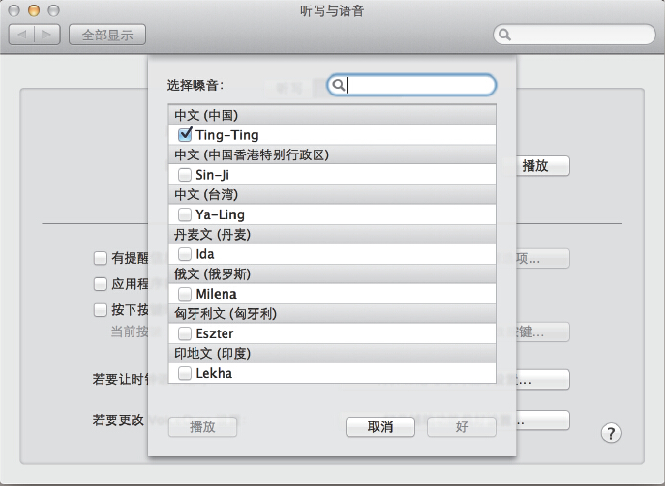 听写与语音
全部显示
选择嗓音：
中文 (中国)
Ting-Ting
中文 (中国香港特别行政区)
Sin-Ji
中文 (台湾)
Ya-Ling
丹麦文 (丹麦)
Ida
俄文 (俄罗斯)
Milena
匈牙利文 (匈牙利)
Eszter
印地文 (印度)
Lekha
播放
取消
好
播放
有提醒
项...
应用程
按下按
当前按
按键...
若要让时
...
若要更改
...
?